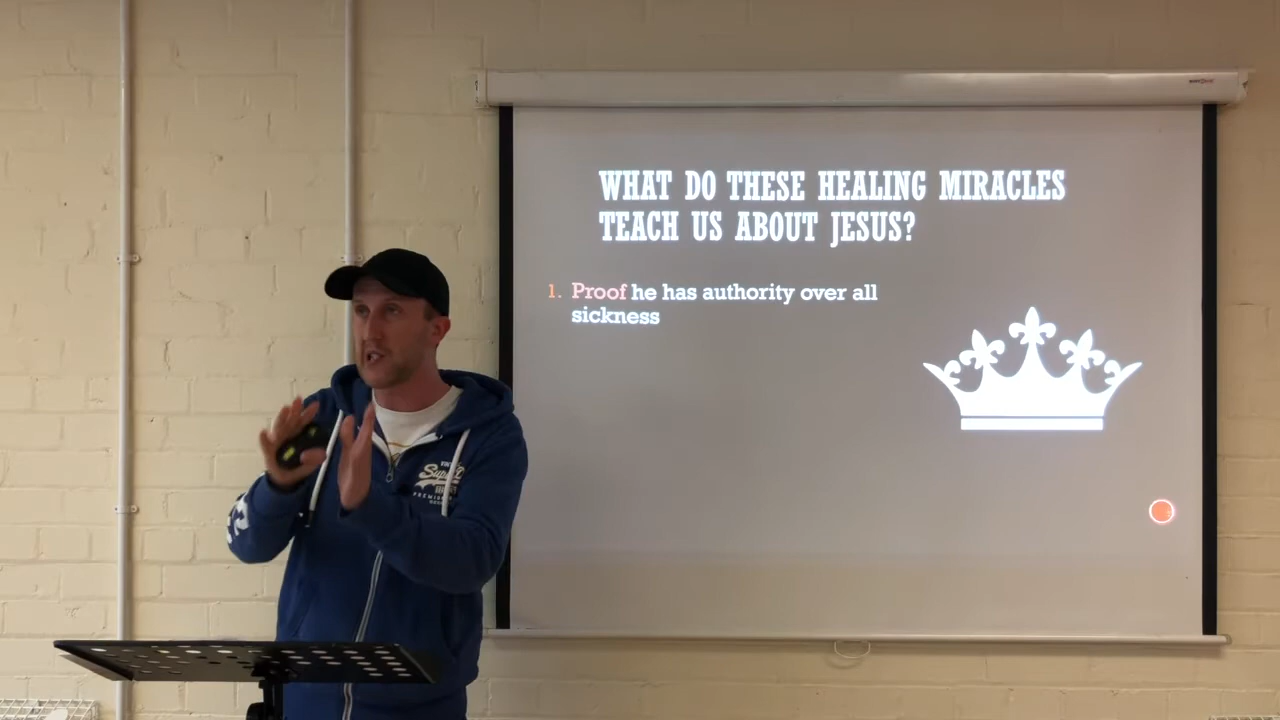 WHAT DO THESE HEALING MIRACLES
TEACH US ABOUT JESUS?
1. Proof he has authority over all
sickness